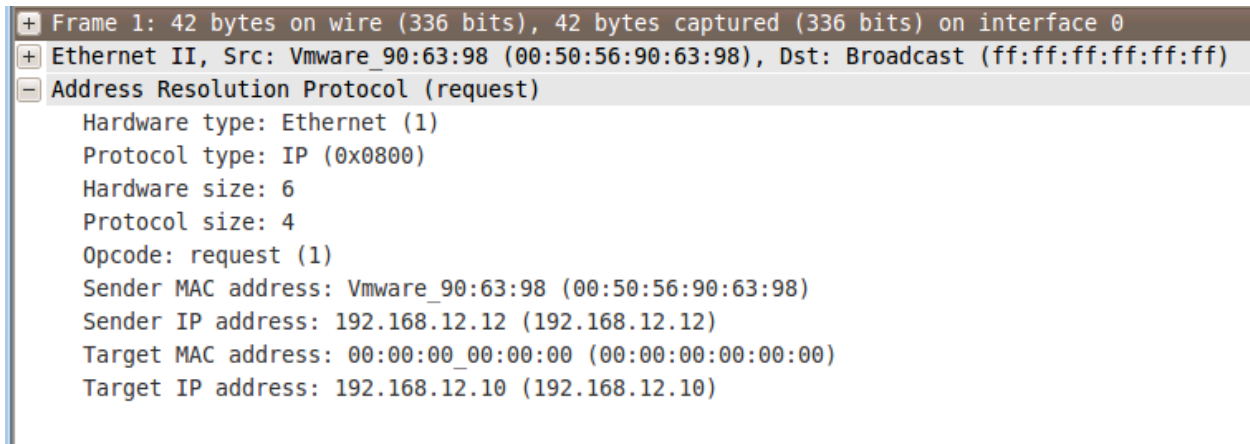 Frame 1: 42 bytes on wire (336 bits), 42 bytes captured (336 bits) on interface 0
Ethernet II, Src: Vmware_90:63:98 (00:50:56:90:63:98), Dst: Broadcast (ff:ff:ff:ff:ff:ff)
Address Resolution Protocol (request)
Hardware type: Ethernet (1)
Protocol type: IP (0x0800)
Hardware size: 6
Protocol size: 4
Opcode: request (1)
Sender MAC address: Vmware_90:63:98 (00:50:56:90:63:98)
Sender IP address: 192.168.12.12 (192.168.12.12)
Target MAC address: 00:00:00_00:00:00 (00:00:00:00:00:00)
Target IP address: 192.168.12.10 (192.168.12.10)